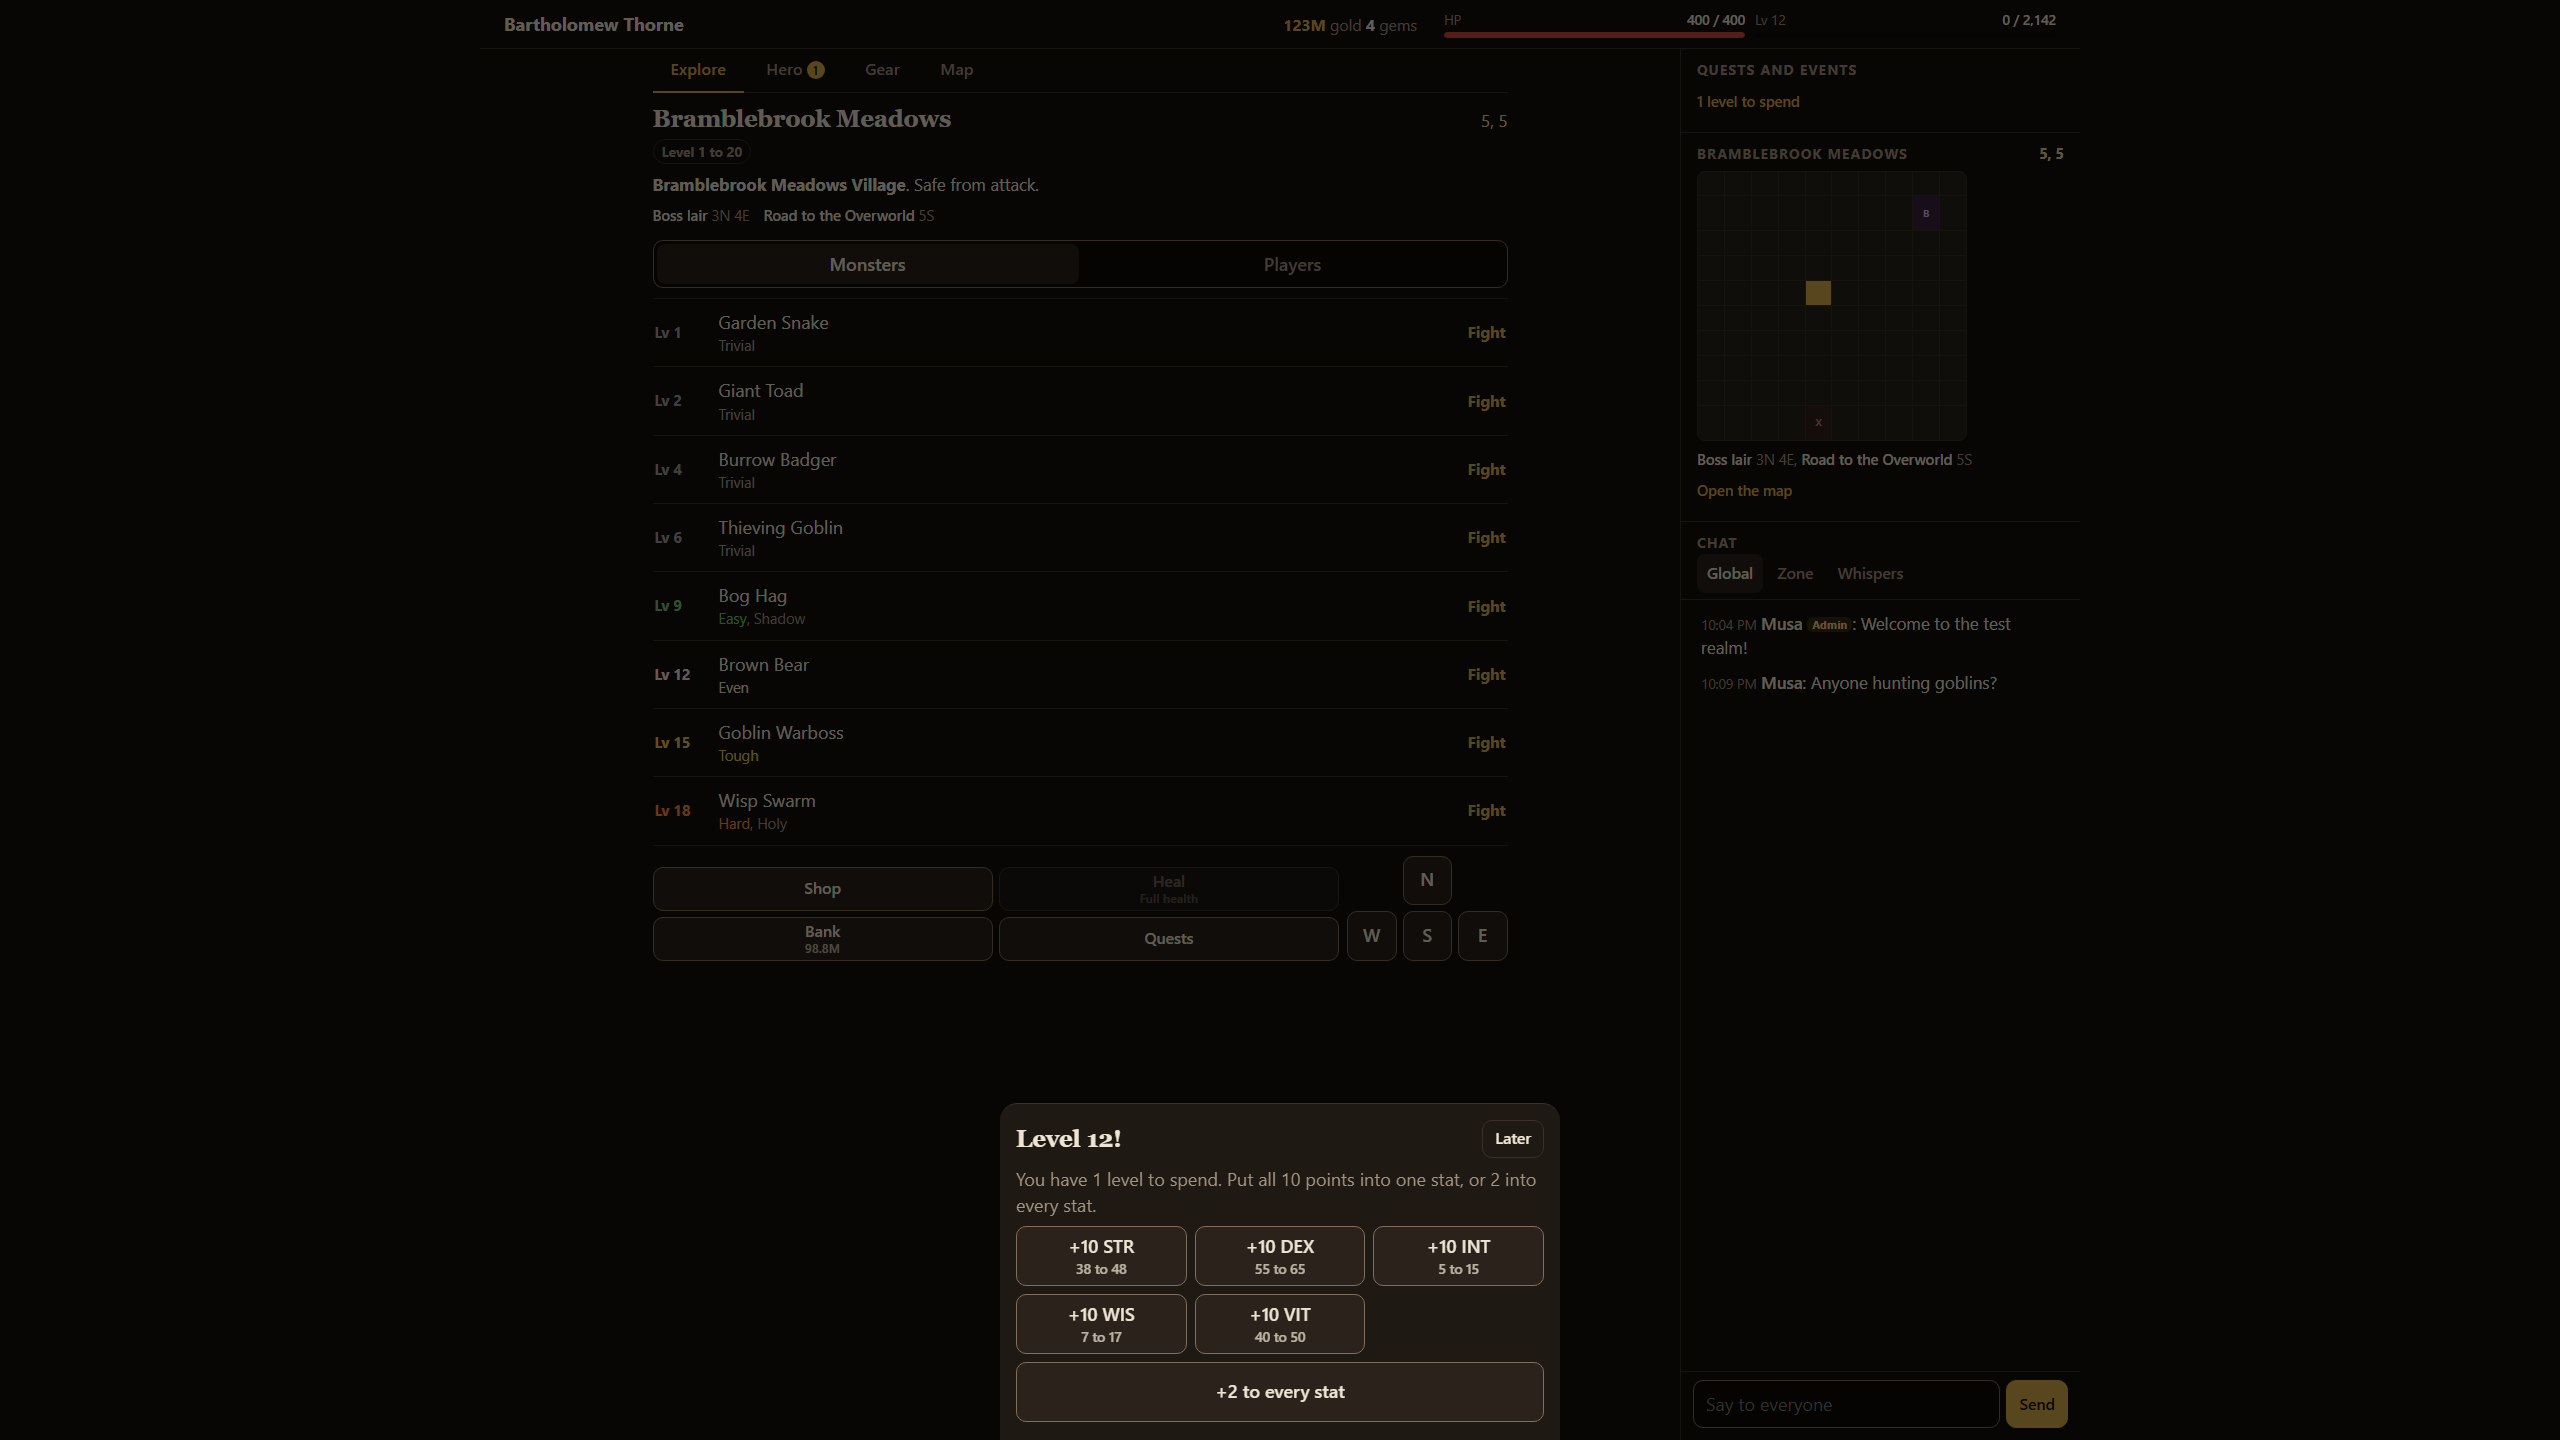 Bartholomew Thorne
123M gold 4 gems
HP 400 / 400
Lv 12 0 / 2,142
Explore
Hero 1
Gear
Map
Bramblebrook Meadows 5, 5
Level 1 to 20
Bramblebrook Meadows Village. Safe from attack.
Boss lair 3N 4E Road to the Overworld 5S
Monsters
Players
Lv 1 Garden Snake Fight
Trivial
Lv 2 Giant Toad Fight
Trivial
Lv 4 Burrow Badger Fight
Trivial
Lv 6 Thieving Goblin Fight
Trivial
Lv 9 Bog Hag Fight
Easy, Shadow
Lv 12 Brown Bear Fight
Even
Lv 15 Goblin Warboss Fight
Tough
Lv 18 Wisp Swarm Fight
Hard, Holy
Shop
Heal
Full health
Bank
98.8M
Quests
N
W
S
E
QUESTS AND EVENTS
1 level to spend
BRAMBLEBROOK MEADOWS 5, 5
B
X
Boss lair 3N 4E, Road to the Overworld 5S
Open the map
CHAT
Global
Zone
Whispers
10:04 PM Musa Admin: Welcome to the test
realm!
10:09 PM Musa: Anyone hunting goblins?
Say to everyone
Send
Level 12!
Later
You have 1 level to spend. Put all 10 points into one stat, or 2 into
every stat.
+10 STR
38 to 48
+10 DEX
55 to 65
+10 INT
5 to 15
+10 WIS
7 to 17
+10 VIT
40 to 50
+2 to every stat